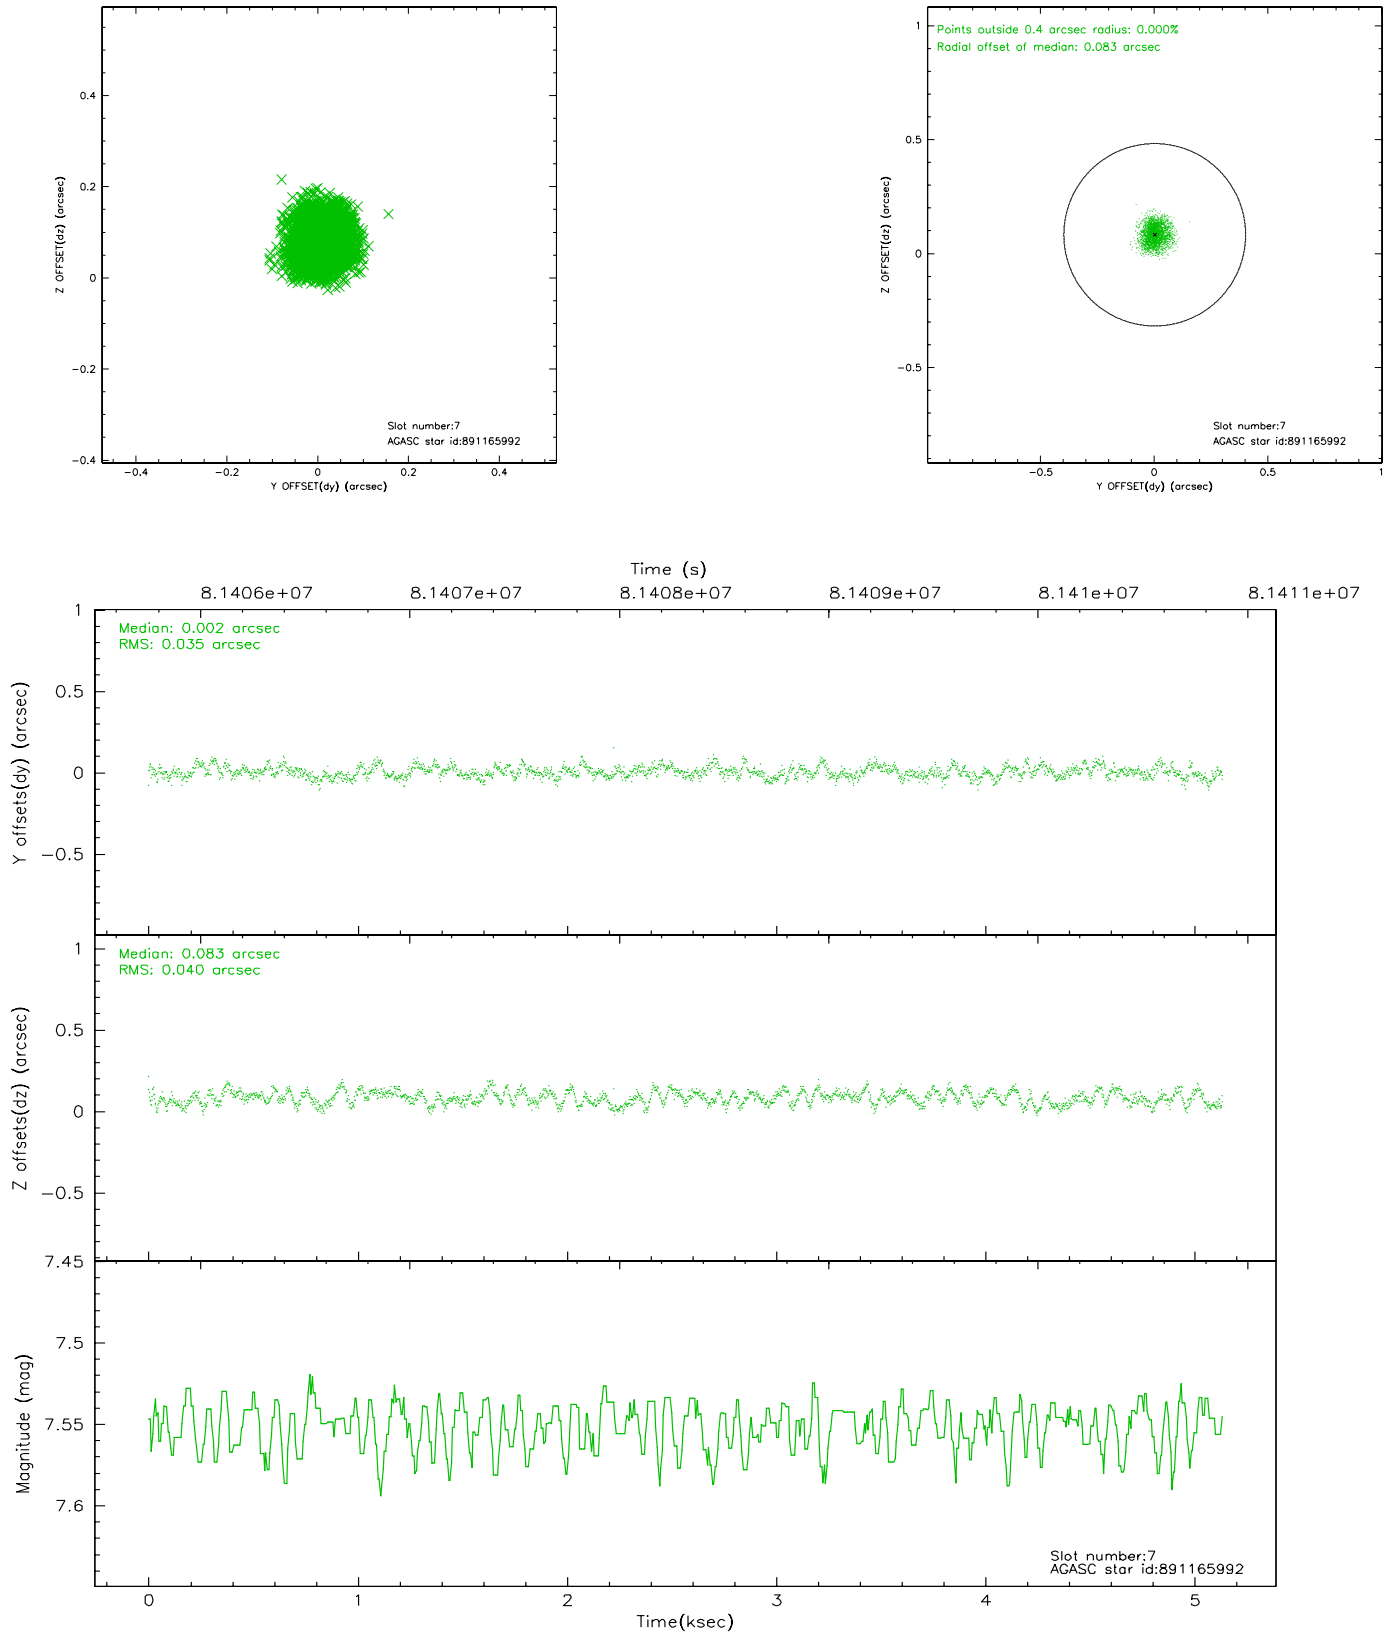 0.4
0.2
0
−0.2
−0.4
Z OFFSET(dz) (arcsec)
−0.4
−0.2
0
0.2
0.4
Y OFFSET(dy) (arcsec)
Slot number:7
AGASC star id:891165992
Points outside 0.4 arcsec radius: 0.000%
Radial offset of median: 0.083 arcsec
1
0.5
0
−0.5
Z OFFSET(dz) (arcsec)
−0.5
0
0.5
1
Y OFFSET(dy) (arcsec)
Slot number:7
AGASC star id:891165992
Time (s)
8.1406e+07
8.1407e+07
8.1408e+07
8.1409e+07
8.141e+07
8.1411e+07
Median: 0.002 arcsec
RMS: 0.035 arcsec
1
0.5
0
−0.5
Y offsets(dy) (arcsec)
Median: 0.083 arcsec
RMS: 0.040 arcsec
1
0.5
0
−0.5
Z offsets(dz) (arcsec)
7.45
7.5
7.55
7.6
Magnitude (mag)
Slot number:7
AGASC star id:891165992
0
1
2
3
4
5
Time(ksec)